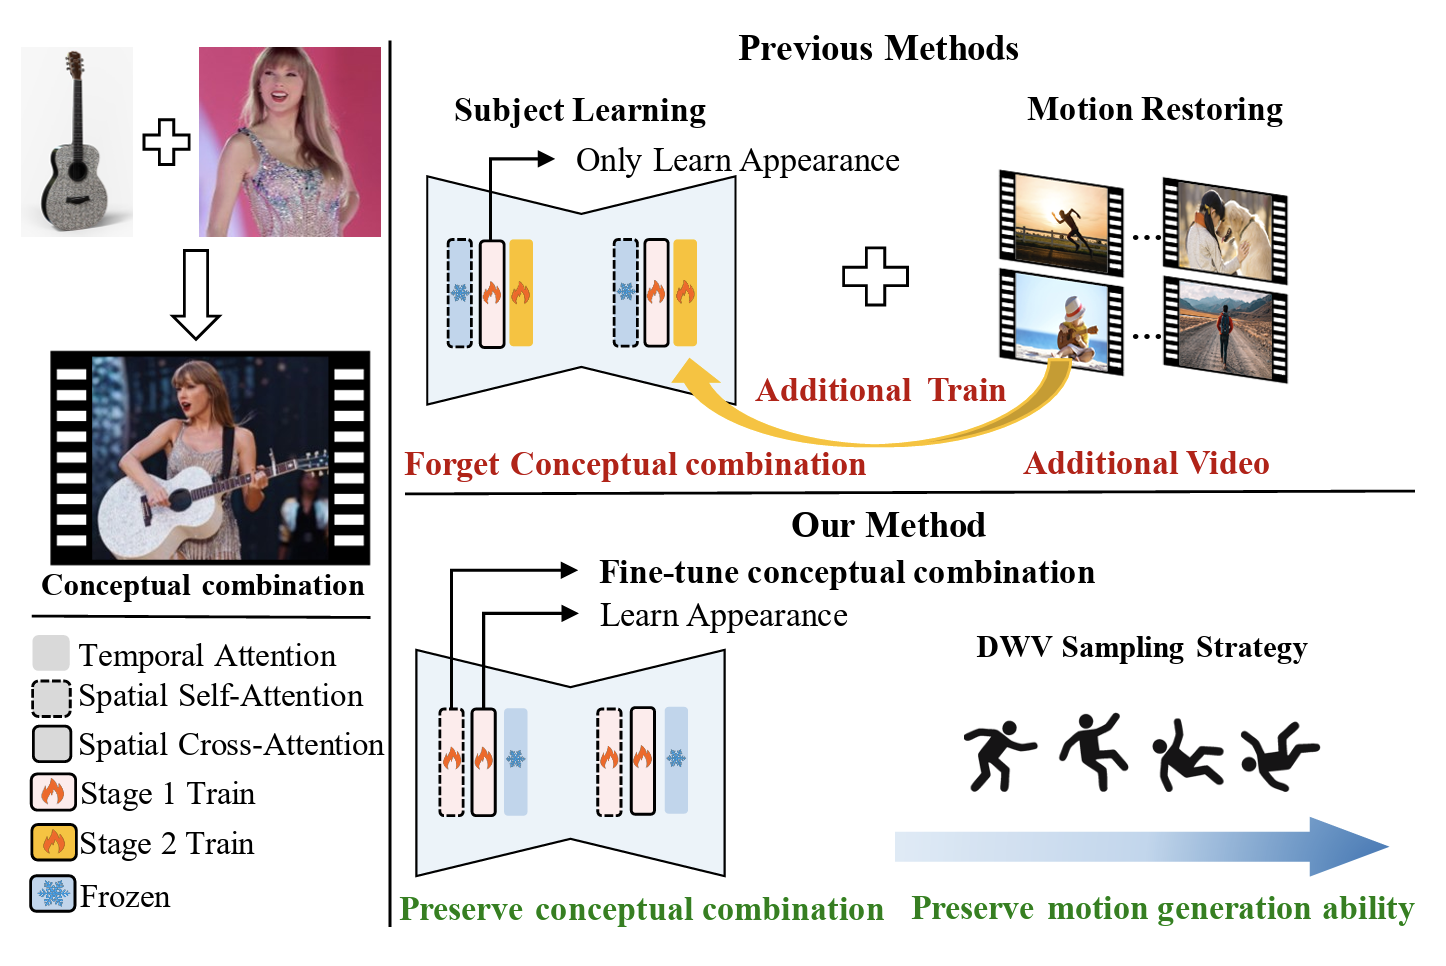 Conceptual combination
Temporal Attention
Spatial Self-Attention
Spatial Cross-Attention
Stage 1 Train
Stage 2 Train
Frozen
Previous Methods
Subject Learning
Motion Restoring
Only Learn Appearance
...
...
Additional Train
Forget Conceptual combination
Additional Video
Our Method
Fine-tune conceptual combination
Learn Appearance
DWV Sampling Strategy
Preserve conceptual combination
Preserve motion generation ability